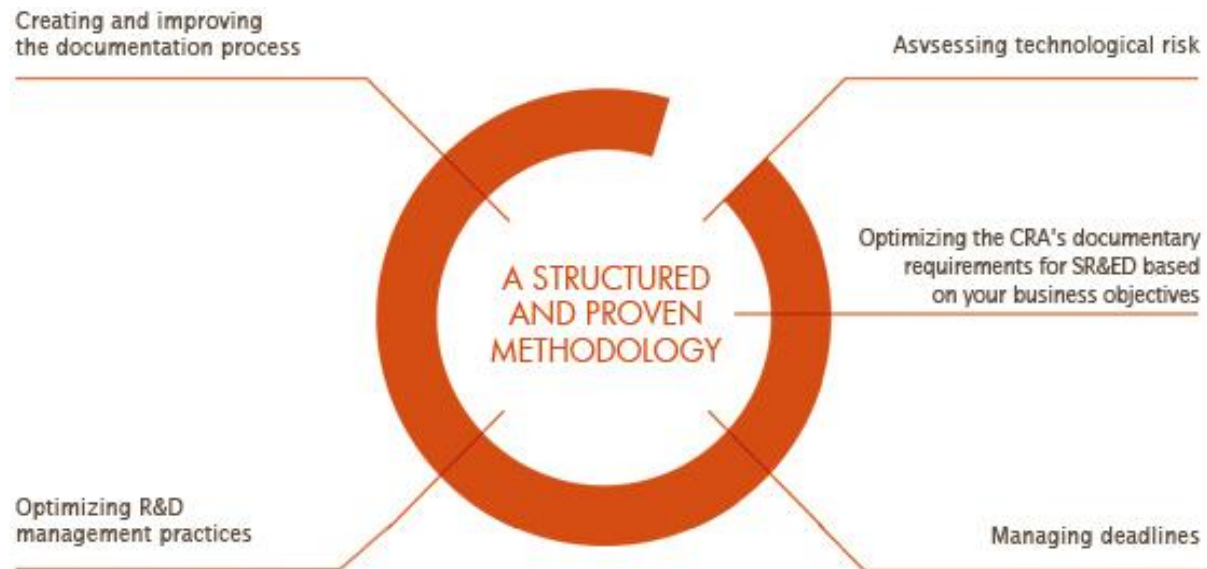 Creating and improving
the documentation process
Asvsessing technological risk
Optimizing the CRA's documentary
requirements for SR&ED based
on your business objectives
A STRUCTURED
AND PROVEN
METHODOLOGY
Optimizing R&D
management practices
Managing deadlines